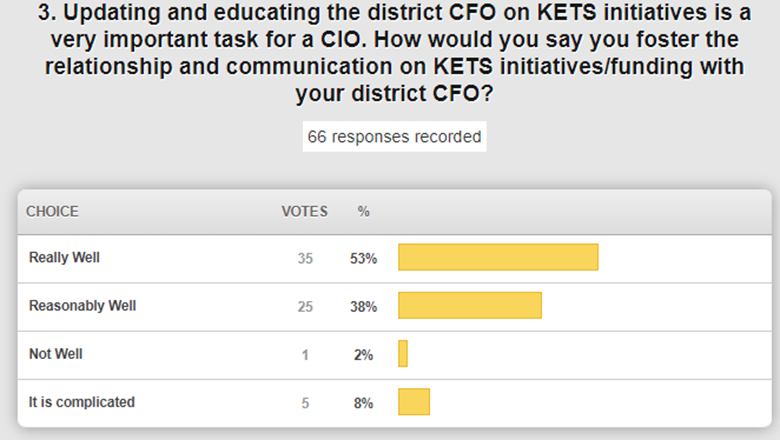 3. Updating and educating the district CFO on KETS initiatives is a
very important task for a CIO. How would you say you foster the
relationship and communication on KETS initiatives/funding with
your district CFO?
66 responses recorded
CHOICE VOTES %
Really Well 35 53%
Reasonably Well 25 38%
Not Well 1 2%
It is complicated 5 8%